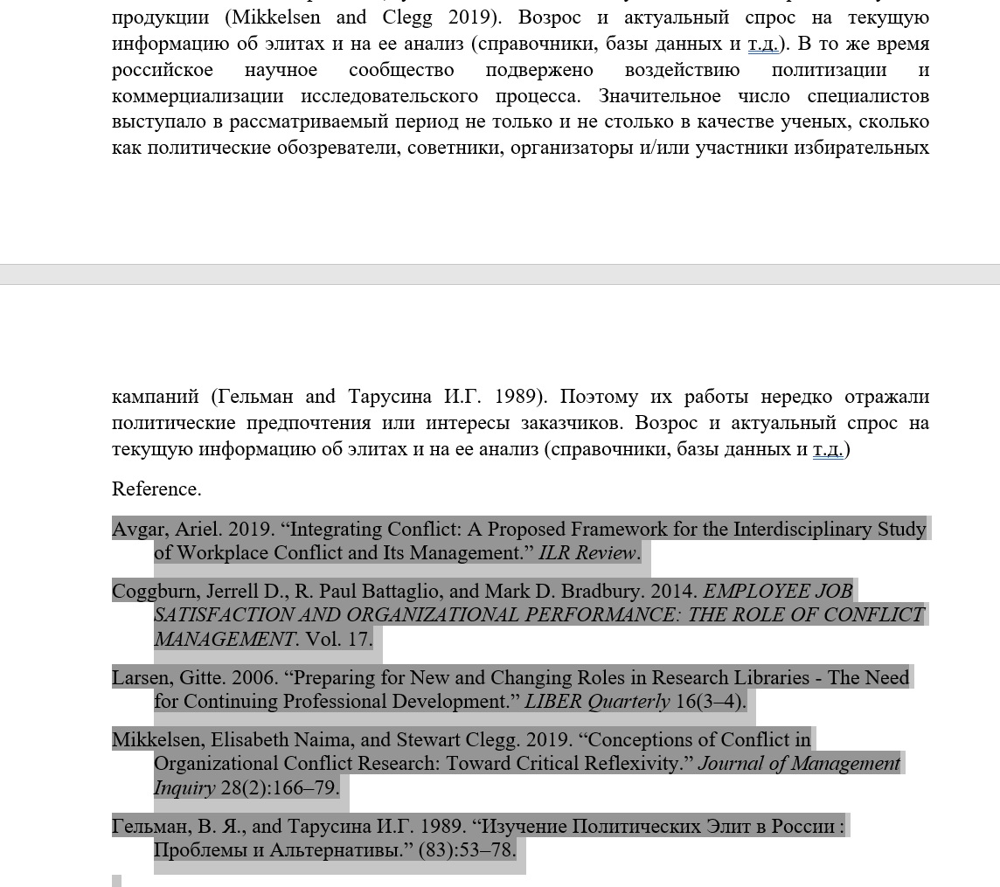 продукции (Mikkelsen and Clegg 2019). Возрос и актуальный спрос на текущую
информацию об элитах и на ее анализ (справочники, базы данных и т.д.). В то же время
российское научное сообщество подвержено воздействию политизации и
коммерциализации исследовательского процесса. Значительное число специалистов
выступало в рассматриваемый период не только и не столько в качестве ученых, сколько
как политические обозреватели, советники, организаторы и/или участники избирательных
кампаний (Гельман and Тарусина И.Г. 1989). Поэтому их работы нередко отражали
политические предпочтения или интересы заказчиков. Возрос и актуальный спрос на
текущую информацию об элитах и на ее анализ (справочники, базы данных и т.д.)
Reference.
Avgar, Ariel. 2019. “Integrating Conflict: A Proposed Framework for the Interdisciplinary Study
of Workplace Conflict and Its Management.” ILR Review.
Coggburn, Jerrell D., R. Paul Battaglio, and Mark D. Bradbury. 2014. EMPLOYEE JOB
SATISFACTION AND ORGANIZATIONAL PERFORMANCE: THE ROLE OF CONFLICT
MANAGEMENT. Vol. 17.
Larsen, Gitte. 2006. “Preparing for New and Changing Roles in Research Libraries - The Need
for Continuing Professional Development.” LIBER Quarterly 16(3–4).
Mikkelsen, Elisabeth Naima, and Stewart Clegg. 2019. “Conceptions of Conflict in
Organizational Conflict Research: Toward Critical Reflexivity.” Journal of Management
Inquiry 28(2):166–79.
Гельман, В. Я., and Тарусина И.Г. 1989. “Изучение Политических Элит в России :
Проблемы и Альтернативы.” (83):53–78.